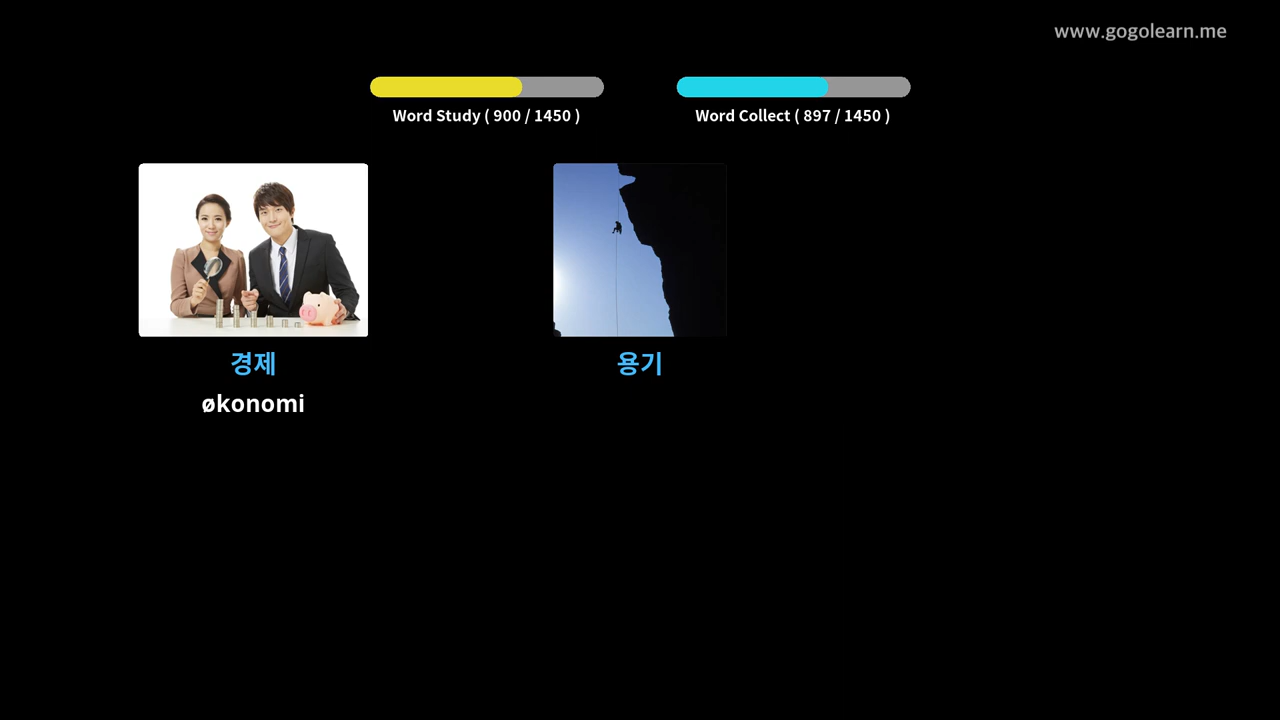 www.gogolearn.me
Word Study ( 900 / 1450 )
Word Collect ( 897 / 1450 )
경제
økonomi
용기